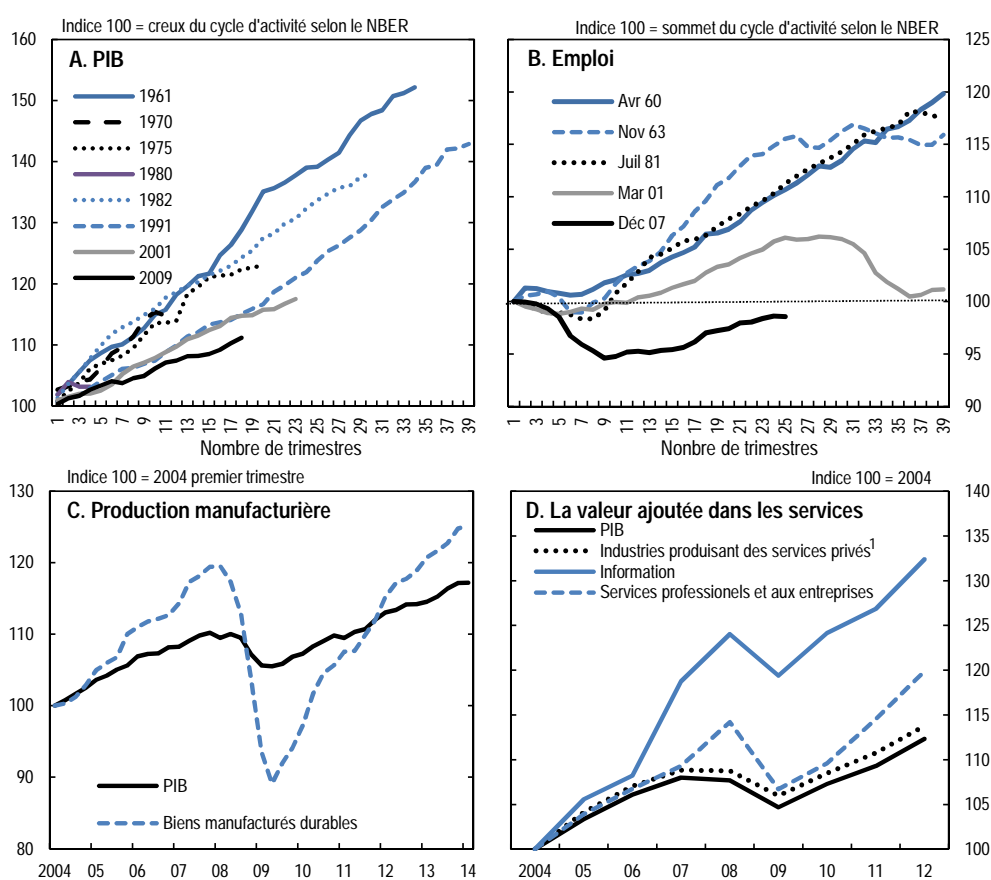 Indice 100 = creux du cycle d'activité selon le NBER
160
150
140
130
120
110
100
A. PIB
1961
1970
1975
1980
1982
1991
2001
2009
1 3 5 7 9 11 13 15 17 19 21 23 25 27 29 31 33 35 37 39
Nombre de trimestres
Indice 100 = sommet du cycle d'activité selon le NBER
125
120
115
110
105
100
95
90
B. Emploi
Avr 60
Nov 63
Juil 81
Mar 01
Déc 07
1 3 5 7 9 11 13 15 17 19 21 23 25 27 29 31 33 35 37 39
Nombre de trimestres
Indice 100 = 2004 premier trimestre
130
120
110
100
90
80
C. Production manufacturière
PIB
Biens manufacturés durables
2004 05 06 07 08 09 10 11 12 13 14
Indice 100 = 2004
140
135
130
125
120
115
110
105
100
D. La valeur ajoutée dans les services
PIB
Industries produisant des services privés1
Information
Services professionels et aux entreprises
2004 05 06 07 08 09 10 11 12